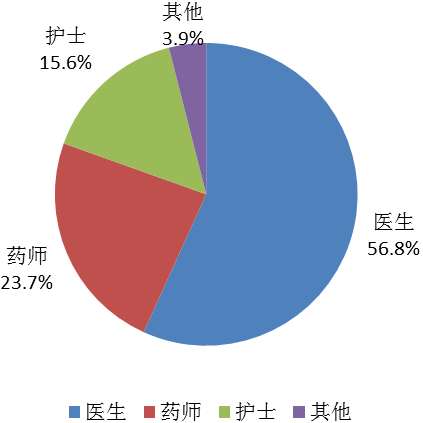 其他
3.9%
护士
15.6%
医生
56.8%
药师
23.7%
医生 药师 护士 其他